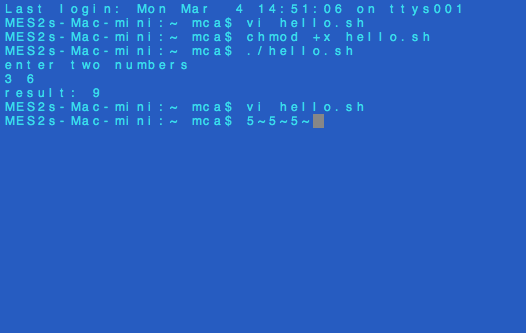 Last login: Mon Mar  4 14:51:06 on ttys001
MES2s-Mac-mini:~ mca$ vi hello.sh
MES2s-Mac-mini:~ mca$ chmod +x hello.sh
MES2s-Mac-mini:~ mca$ ./hello.sh
enter two numbers
3 6
result: 9
MES2s-Mac-mini:~ mca$ vi hello.sh
MES2s-Mac-mini:~ mca$ 5~5~5~